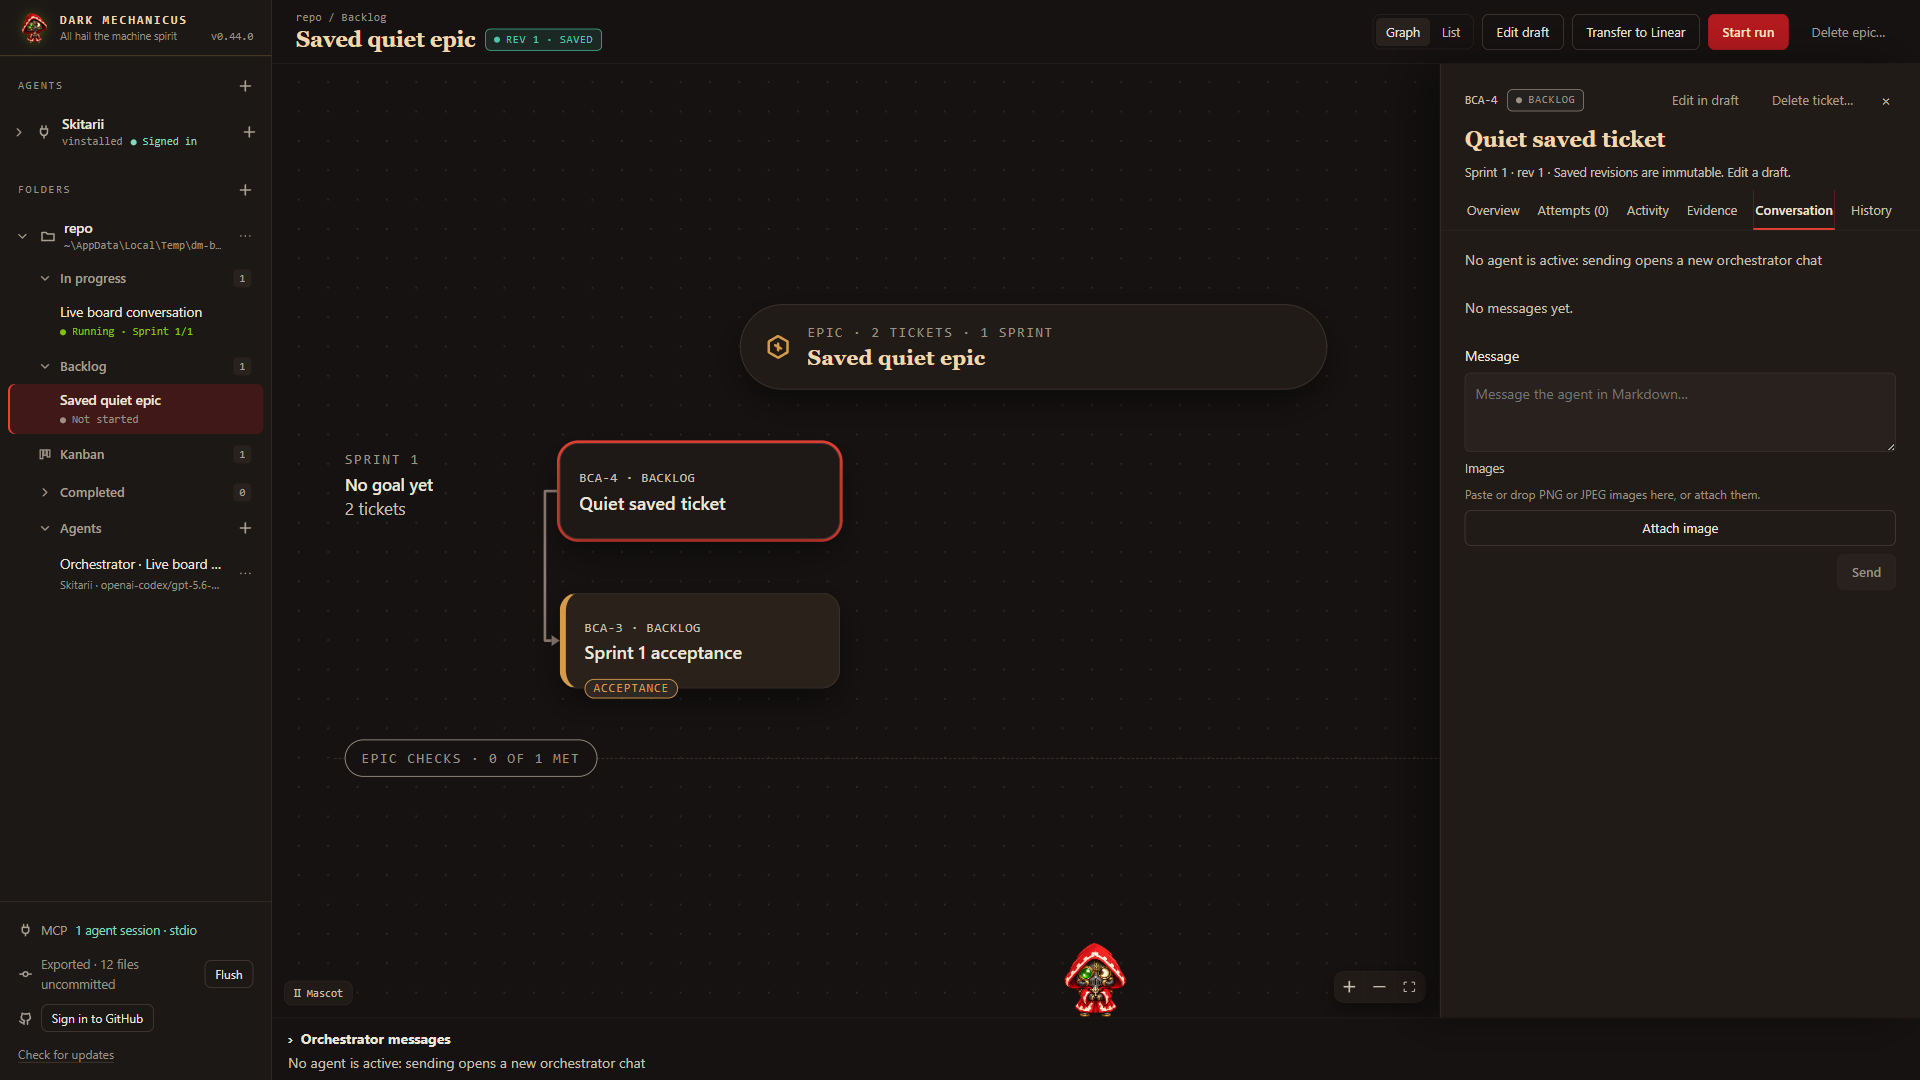 DARK MECHANICUS
All hail the machine spirit
v0.44.0
AGENTS
Skitarii
vinstalled ● Signed in
FOLDERS
repo
~\AppData\Local\Temp\dm-b…
In progress
1
Live board conversation
Running · Sprint 1/1
Backlog
1
Saved quiet epic
Not started
Kanban
1
Completed
0
Agents
Orchestrator · Live board …
Skitarii · openai-codex/gpt-5.6-…
MCP 1 agent session · stdio
Exported · 12 files
uncommitted
Flush
Sign in to GitHub
Check for updates
repo / Backlog
Saved quiet epic
REV 1 · SAVED
Graph
List
Edit draft
Transfer to Linear
Start run
Delete epic…
EPIC · 2 TICKETS · 1 SPRINT
Saved quiet epic
SPRINT 1
No goal yet
2 tickets
BCA-4 · BACKLOG
Quiet saved ticket
BCA-3 · BACKLOG
Sprint 1 acceptance
ACCEPTANCE
EPIC CHECKS · 0 OF 1 MET
Mascot
Orchestrator messages
No agent is active: sending opens a new orchestrator chat
BCA-4
BACKLOG
Edit in draft
Delete ticket…
Quiet saved ticket
Sprint 1 · rev 1 · Saved revisions are immutable. Edit a draft.
Overview
Attempts (0)
Activity
Evidence
Conversation
History
No agent is active: sending opens a new orchestrator chat
No messages yet.
Message
Message the agent in Markdown…
Images
Paste or drop PNG or JPEG images here, or attach them.
Attach image
Send